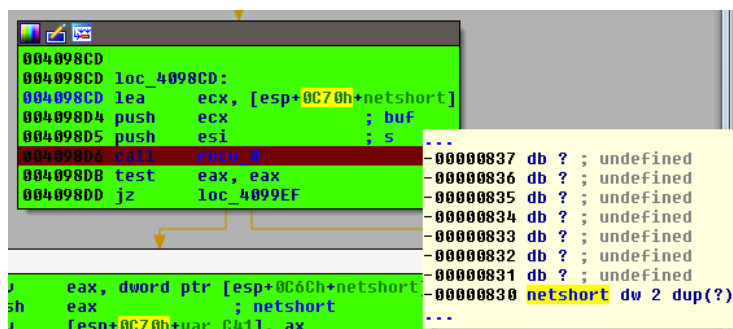 004098CD
004098CD loc_4098CD:
004098CD lea ecx, [esp+0C70h+netshort]
004098D4 push ecx ; buf
004098D5 push esi ; s
004098D6 call recv_0
004098DB test eax, eax
004098DD jz loc_4099EF
...
-00000837 db ? ; undefined
-00000836 db ? ; undefined
-00000835 db ? ; undefined
-00000834 db ? ; undefined
-00000833 db ? ; undefined
-00000832 db ? ; undefined
-00000831 db ? ; undefined
-00000830 netshort dw 2 dup(?)
...
eax, dword ptr [esp+0C6Ch+netshort
sh eax ; netshort
[esp+0C70h+var_C41], ax